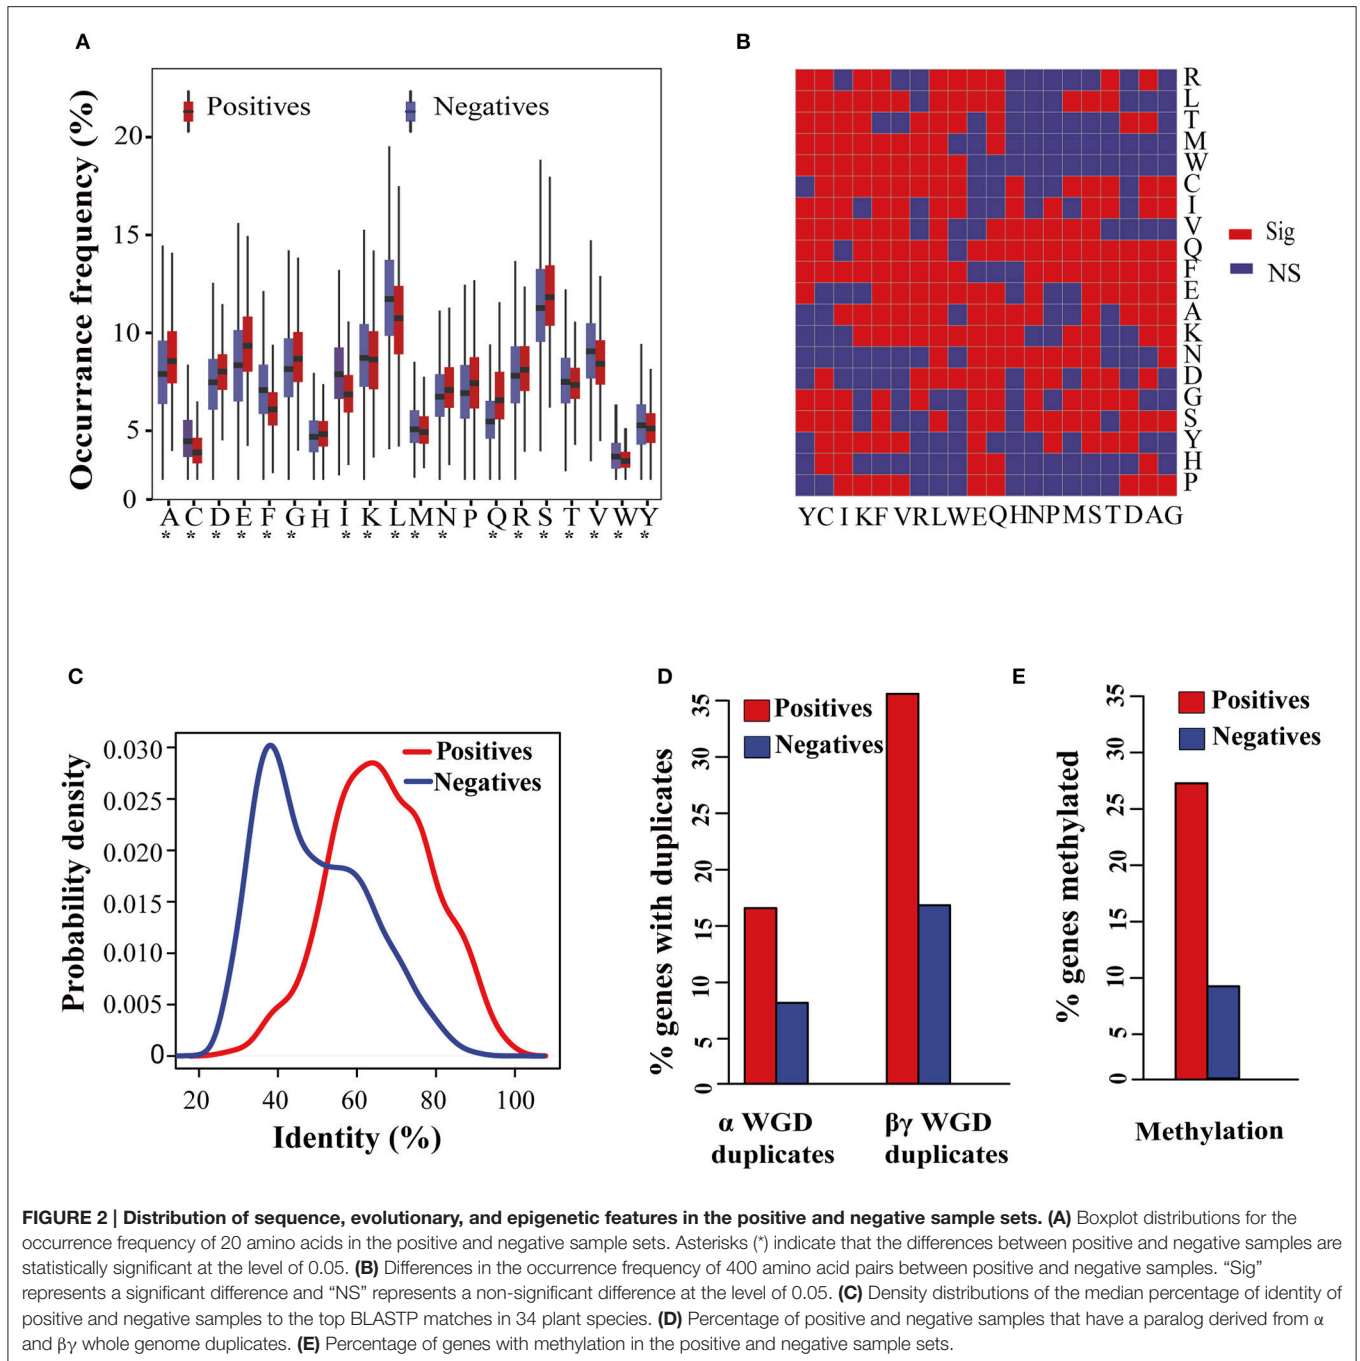 A
Occurrance frequency (%)
Positives
Negatives
20
15
10
5
0
A C D E F G H I K L M N P Q R S T V W Y
* * * * * * * * * * * * * * * * *
B
R
L
T
M
W
C
I
V
Q
F
E
A
K
N
D
G
S
Y
H
P
Y C I K F V R L W E Q H N P M S T D A G
Sig
NS
C
Probability density
0.030
0.025
0.020
0.015
0.010
0.005
0
Positives
Negatives
20 40 60 80 100
Identity (%)
D
% genes with duplicates
35
30
25
20
15
10
5
0
Positives
Negatives
α WGD
duplicates
βγ WGD
duplicates
E
% genes methylated
35
30
25
20
15
10
5
0
Positives
Negatives
Methylation
FIGURE 2 | Distribution of sequence, evolutionary, and epigenetic features in the positive and negative sample sets. (A) Boxplot distributions for the
occurrence frequency of 20 amino acids in the positive and negative sample sets. Asterisks (*) indicate that the differences between positive and negative samples are
statistically significant at the level of 0.05. (B) Differences in the occurrence frequency of 400 amino acid pairs between positive and negative samples. “Sig”
represents a significant difference and “NS” represents a non-significant difference at the level of 0.05. (C) Density distributions of the median percentage of identity of
positive and negative samples to the top BLASTP matches in 34 plant species. (D) Percentage of positive and negative samples that have a paralog derived from α
and βγ whole genome duplicates. (E) Percentage of genes with methylation in the positive and negative sample sets.